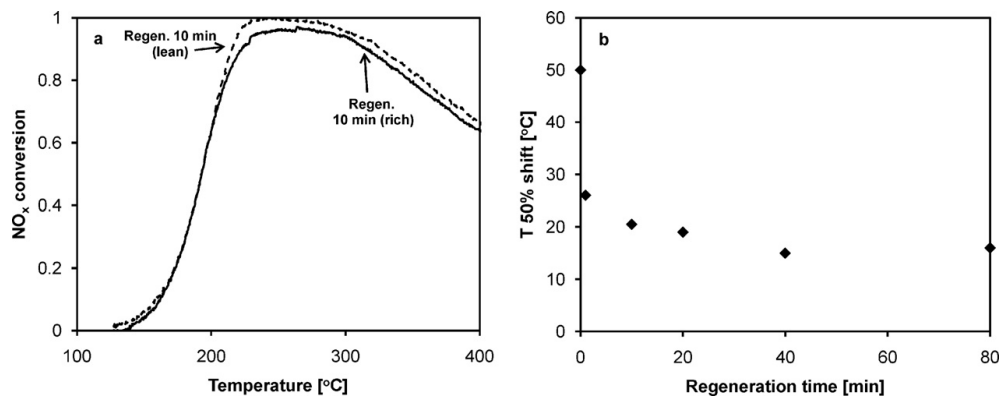 a
Regen. 10 min
(lean)
Regen.
10 min (rich)
1
0.8
0.6
0.4
0.2
0
100
200
300
400
NOx conversion
Temperature [oC]
b
60
50
40
30
20
10
0
0
20
40
60
80
T 50% shift [oC]
Regeneration time [min]